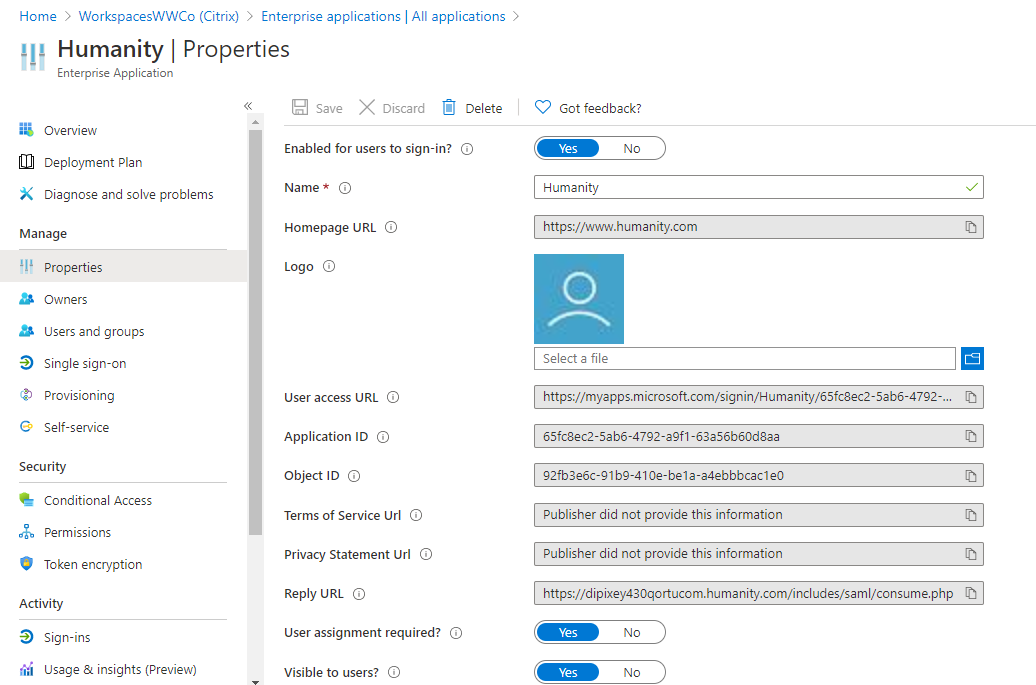 Home > WorkspacesWWCo (Citrix) > Enterprise applications | All applications >
Humanity | Properties
Enterprise Application
«
Overview
Deployment Plan
Diagnose and solve problems
Manage
Properties
Owners
Users and groups
Single sign-on
Provisioning
Self-service
Security
Conditional Access
Permissions
Token encryption
Activity
Sign-ins
Usage & insights (Preview)
Save Discard Delete Got feedback?
Enabled for users to sign-in? Yes No
Name * Humanity
Homepage URL https://www.humanity.com
Logo
Select a file
User access URL https://myapps.microsoft.com/signin/Humanity/65fc8ec2-5ab6-4792-...
Application ID 65fc8ec2-5ab6-4792-a9f1-63a56b60d8aa
Object ID 92fb3e6c-91b9-410e-be1a-a4ebbbcac1e0
Terms of Service Url Publisher did not provide this information
Privacy Statement Url Publisher did not provide this information
Reply URL https://dipixey430qortucom.humanity.com/includes/saml/consume.php
User assignment required? Yes No
Visible to users? Yes No